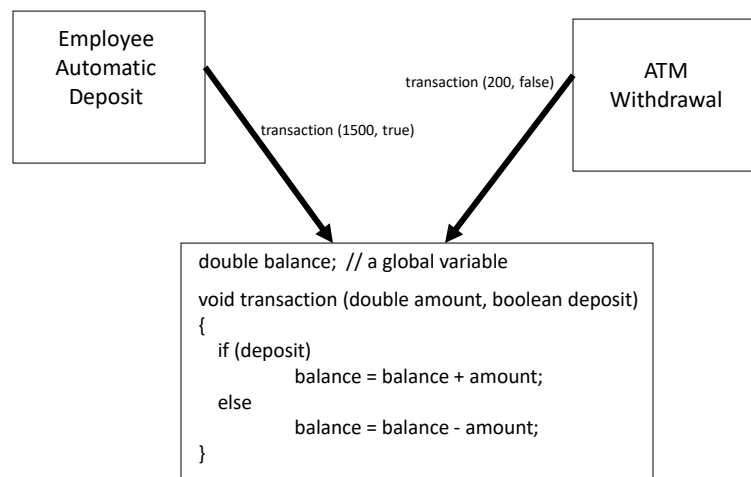 Employee
Automatic
Deposit
ATM
Withdrawal
transaction (200, false)
transaction (1500, true)
double balance;  // a global variable
void transaction (double amount, boolean deposit)
{
if (deposit)
balance = balance + amount;
else
balance = balance - amount;
}